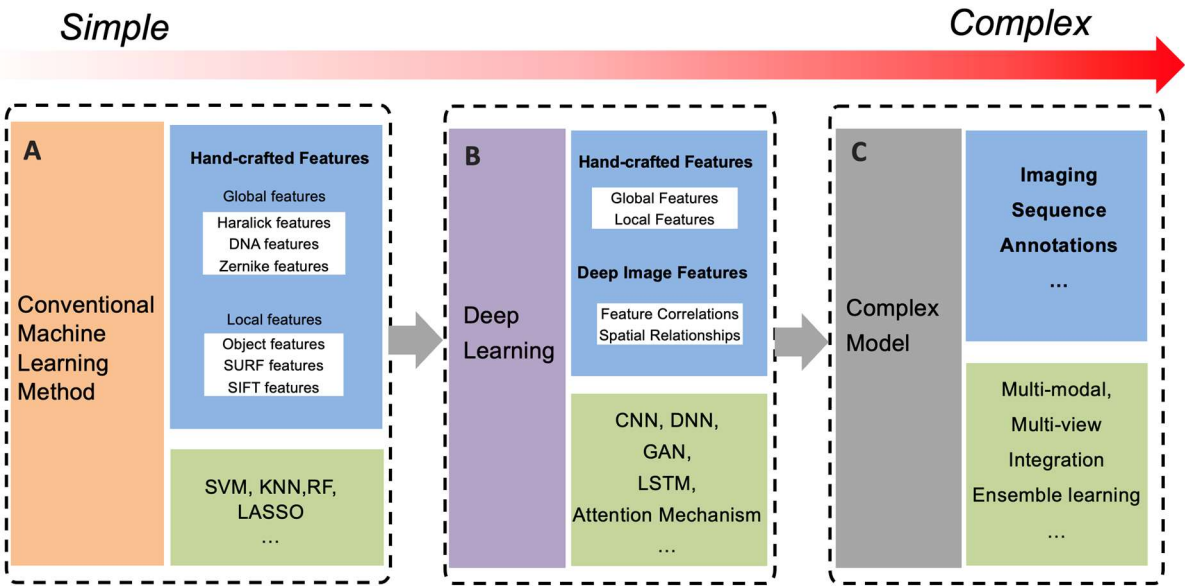 Simple
Complex
A
Conventional
Machine
Learning
Method
Hand-crafted Features
Global features
Haralick features
DNA features
Zernike features
Local features
Object features
SURF features
SIFT features
SVM, KNN,RF,
LASSO
...
B
Deep
Learning
Hand-crafted Features
Global Features
Local Features
Deep Image Features
Feature Correlations
Spatial Relationships
CNN, DNN,
GAN,
LSTM,
Attention Mechanism
...
C
Complex
Model
Imaging
Sequence
Annotations
...
Multi-modal,
Multi-view
Integration
Ensemble learning
...